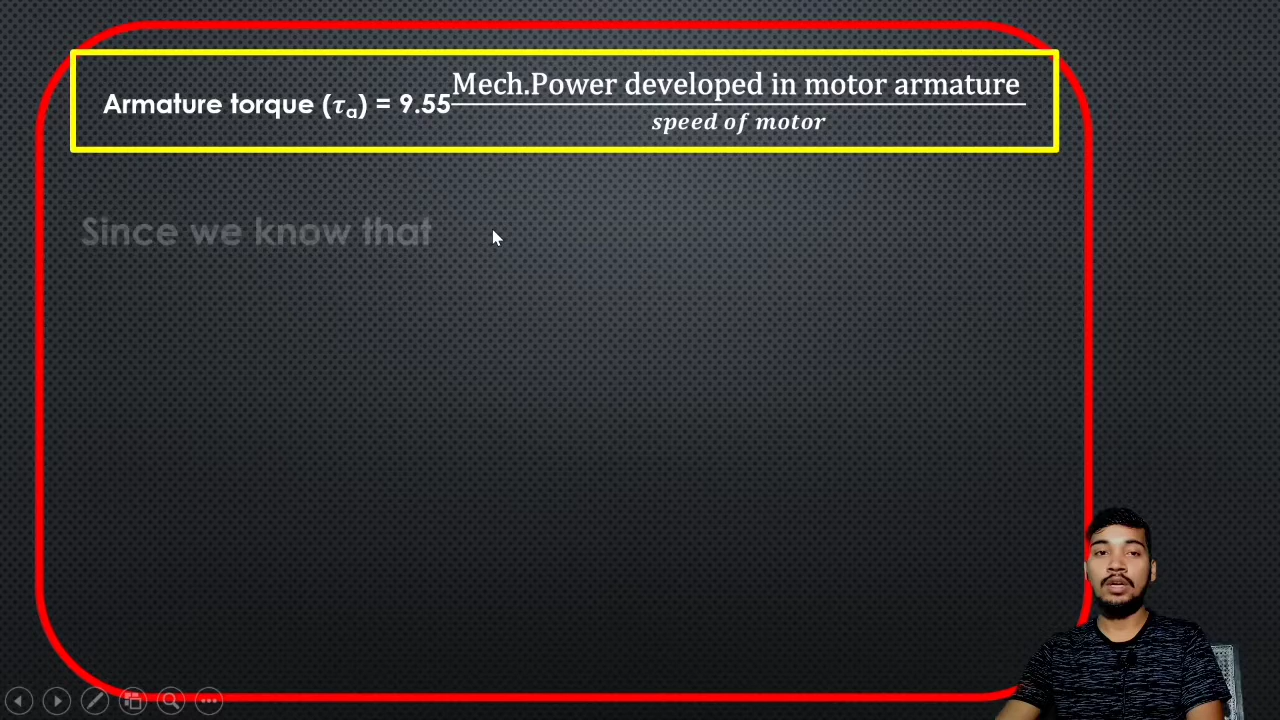 Armature torque (τₐ) = 9.55 Mech.Power developed in motor armature / speed of motor
Since we know that